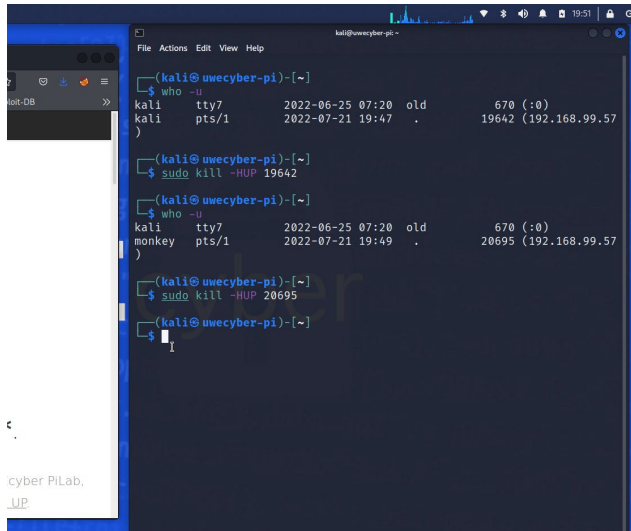 19:51
kali@uwecyber-pi: ~
File Actions Edit View Help
loit-DB
»
┌──(kali㉿uwecyber-pi)-[~]
└─$ who -u
kali tty7 2022-06-25 07:20 old 670 (:0)
kali pts/1 2022-07-21 19:47 . 19642 (192.168.99.57
)
┌──(kali㉿uwecyber-pi)-[~]
└─$ sudo kill -HUP 19642
┌──(kali㉿uwecyber-pi)-[~]
└─$ who -u
kali tty7 2022-06-25 07:20 old 670 (:0)
monkey pts/1 2022-07-21 19:49 . 20695 (192.168.99.57
)
┌──(kali㉿uwecyber-pi)-[~]
└─$ sudo kill -HUP 20695
┌──(kali㉿uwecyber-pi)-[~]
└─$
cyber
cyber PiLab,
UP